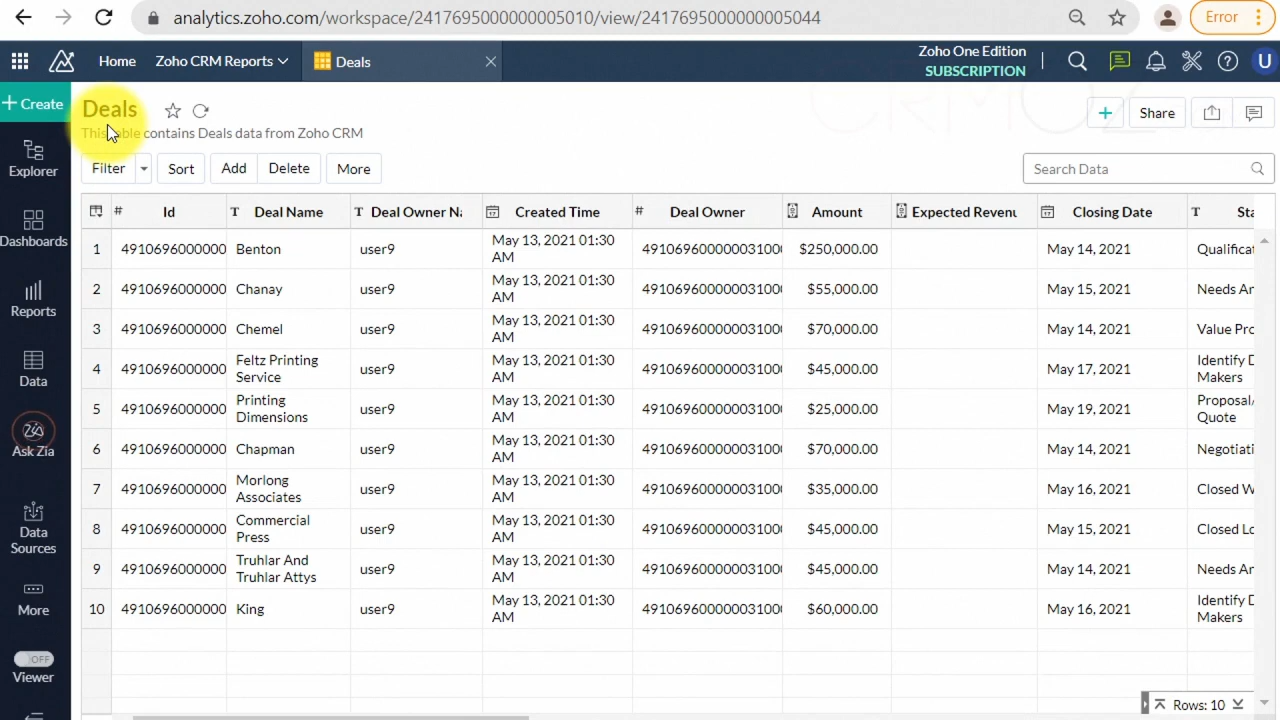 analytics.zoho.com/workspace/2417695000000005010/view/2417695000000005044
Error
Home
Zoho CRM Reports
Deals
Zoho One Edition
SUBSCRIPTION
U
CRMOZ
+ Create
Deals
This table contains Deals data from Zoho CRM
+
Share
Explorer
Filter
Sort
Add
Delete
More
Search Data
# Id
T Deal Name
T Deal Owner Na
Created Time
# Deal Owner
Amount
Expected Revenu
Closing Date
T Sta
1 4910696000000 Benton user9 May 13, 2021 01:30 AM 491069600000031000 $250,000.00 May 14, 2021 Qualificat
2 4910696000000 Chanay user9 May 13, 2021 01:30 AM 491069600000031000 $55,000.00 May 15, 2021 Needs An
3 4910696000000 Chemel user9 May 13, 2021 01:30 AM 491069600000031000 $70,000.00 May 14, 2021 Value Pro
4 4910696000000 Feltz Printing Service user9 May 13, 2021 01:30 AM 491069600000031000 $45,000.00 May 17, 2021 Identify D Makers
5 4910696000000 Printing Dimensions user9 May 13, 2021 01:30 AM 491069600000031000 $25,000.00 May 19, 2021 Proposal/ Quote
6 4910696000000 Chapman user9 May 13, 2021 01:30 AM 491069600000031000 $70,000.00 May 14, 2021 Negotiati
7 4910696000000 Morlong Associates user9 May 13, 2021 01:30 AM 491069600000031000 $35,000.00 May 16, 2021 Closed W
8 4910696000000 Commercial Press user9 May 13, 2021 01:30 AM 491069600000031000 $45,000.00 May 15, 2021 Closed Lo
9 4910696000000 Truhlar And Truhlar Attys user9 May 13, 2021 01:30 AM 491069600000031000 $45,000.00 May 14, 2021 Needs An
10 4910696000000 King user9 May 13, 2021 01:30 AM 491069600000031000 $60,000.00 May 16, 2021 Identify D Makers
Dashboards
Reports
Data
Ask Zia
Data
Sources
More
OFF
Viewer
Rows: 10